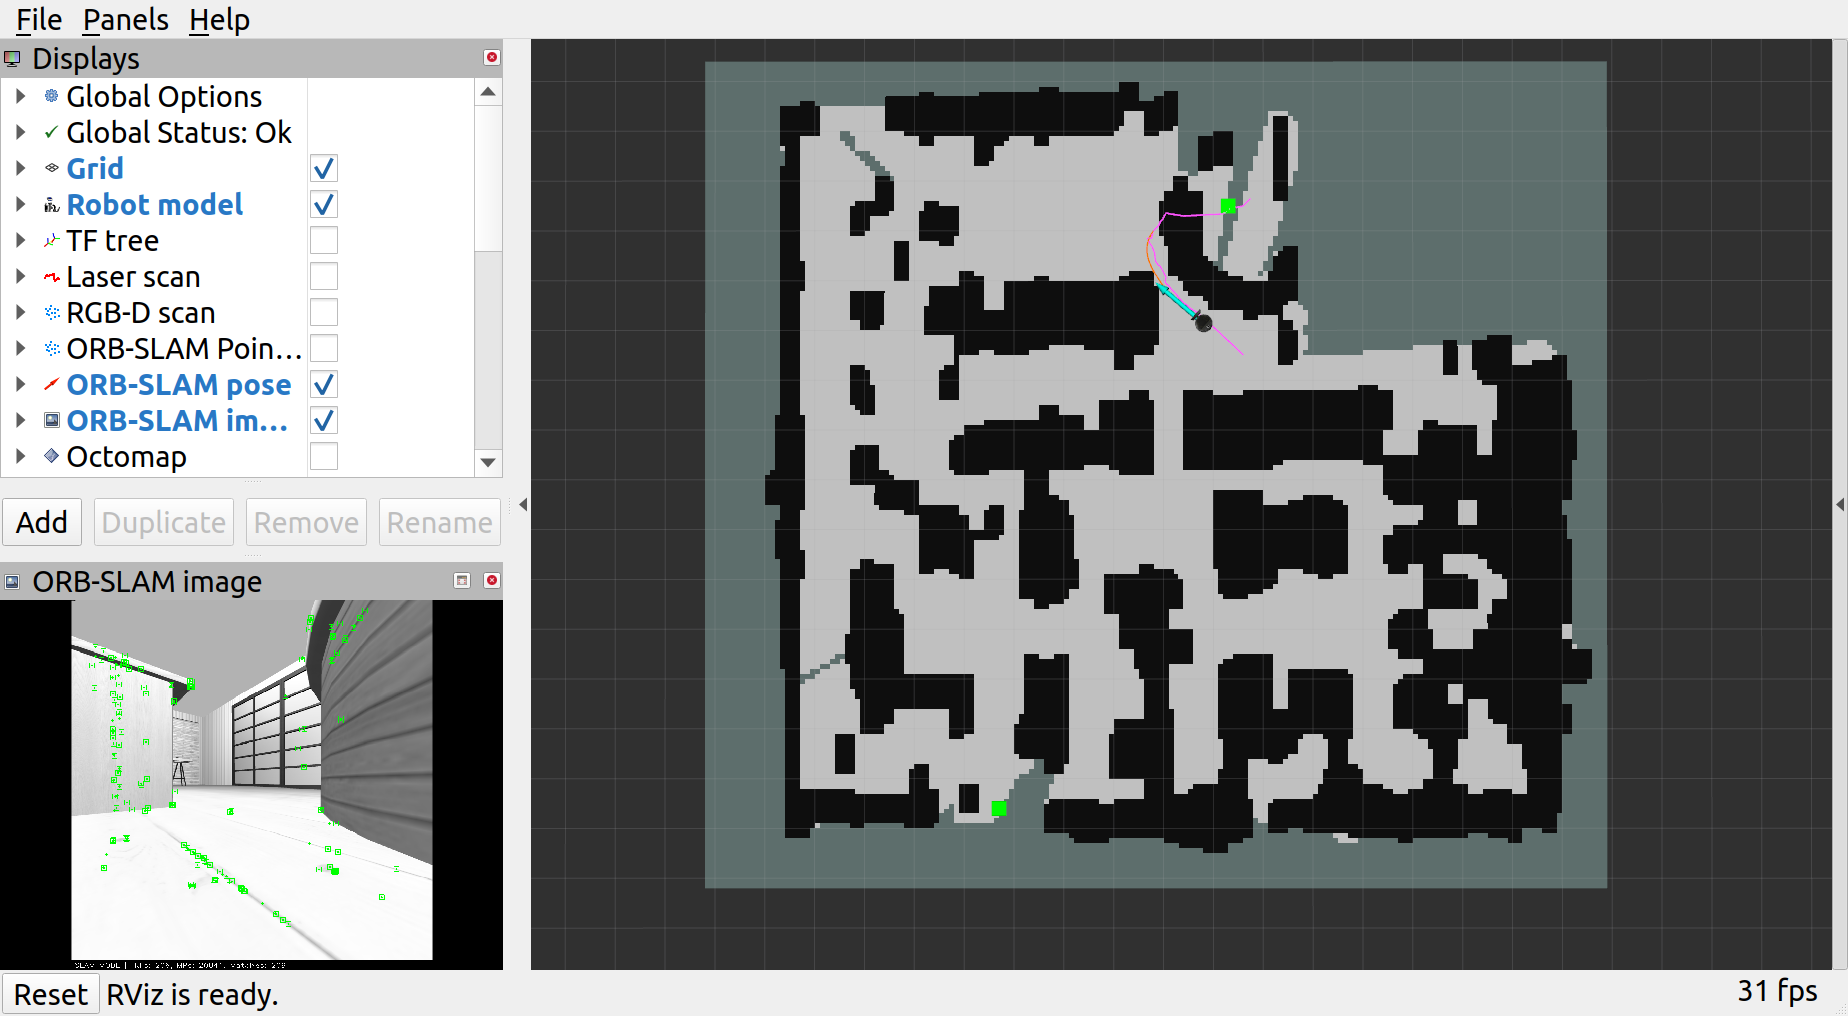 File Panels Help
Displays
Global Options
Global Status: Ok
Grid
Robot model
TF tree
Laser scan
RGB-D scan
ORB-SLAM Poin...
ORB-SLAM pose
ORB-SLAM im...
Octomap
Add Duplicate Remove Rename
ORB-SLAM image
SLAM MODE |
Reset RViz is ready.
31 fps